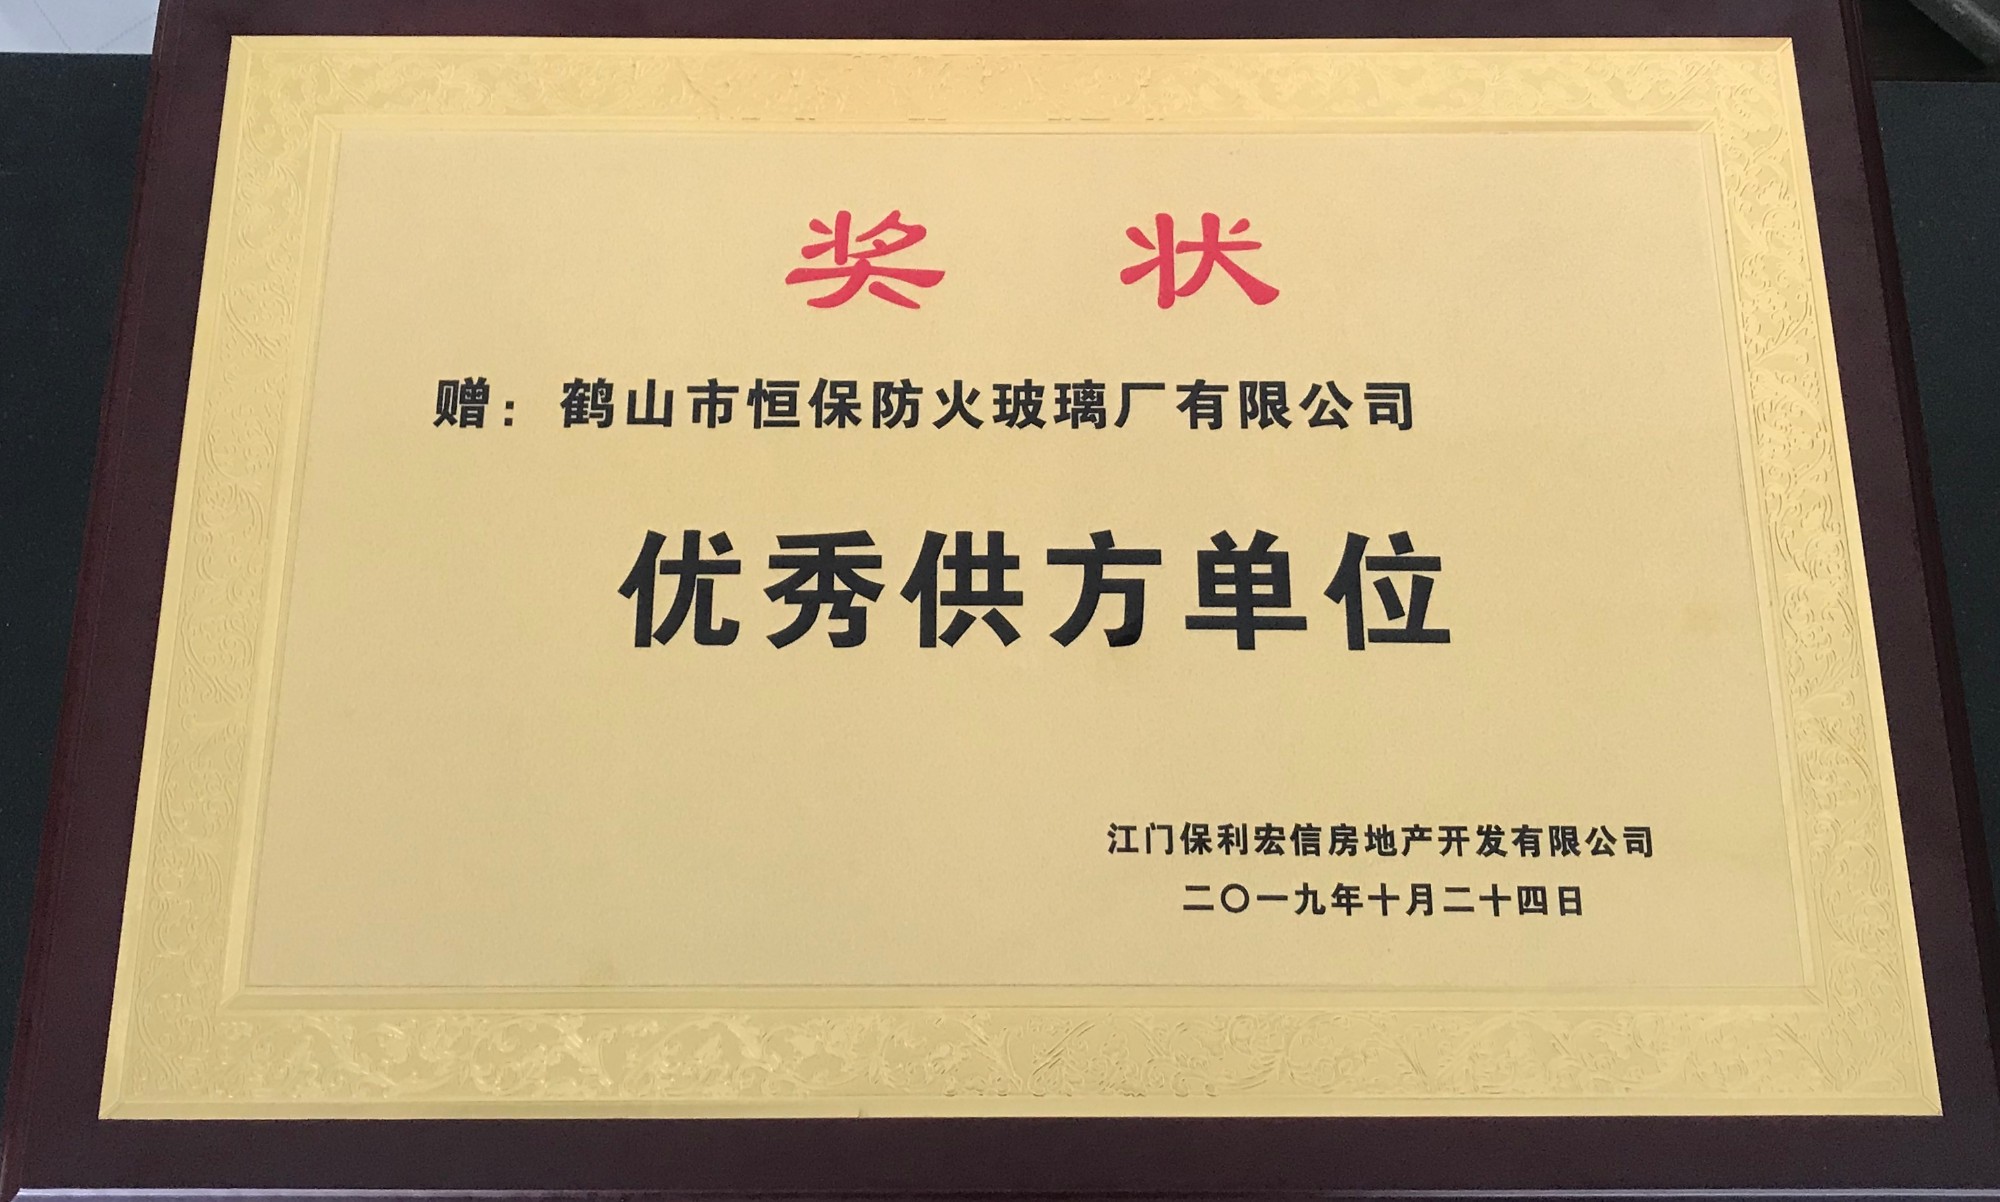 奖状
赠：鹤山市恒保防火玻璃厂有限公司
优秀供方单位
江门保利宏信房地产开发有限公司
二〇一九年十月二十四日